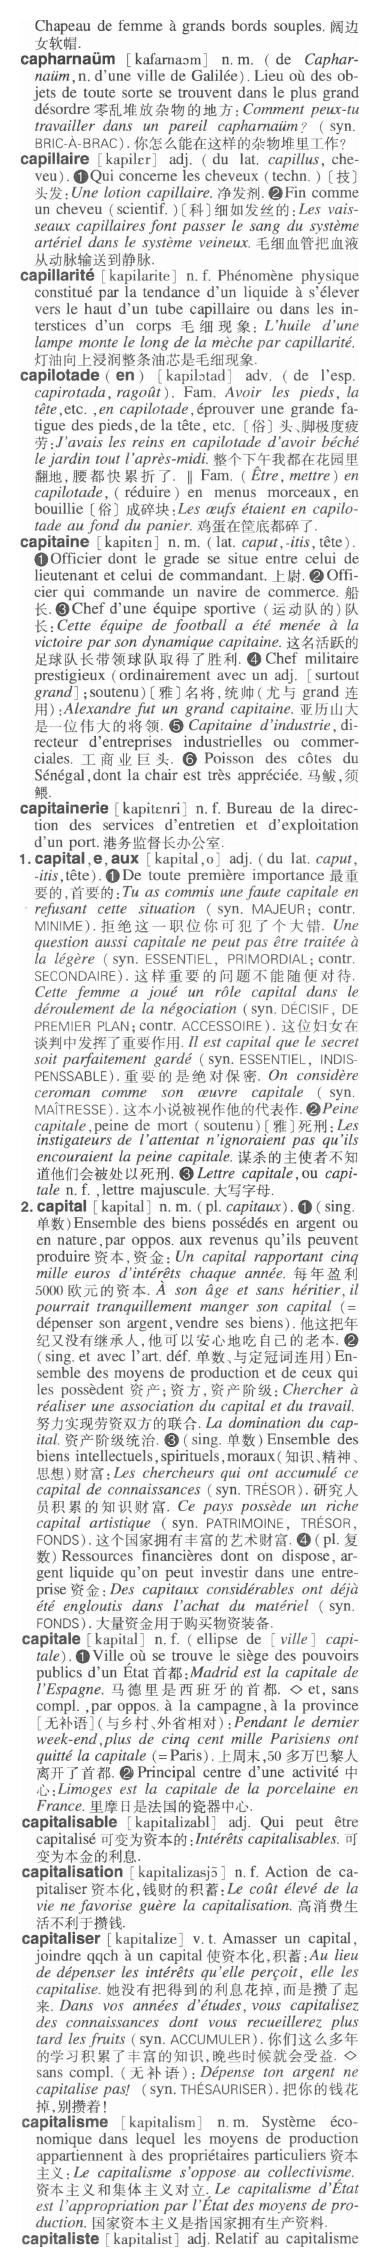 Chapeau de femme à grands bords souples. 阔边
女软帽.
capharnaüm [kafarnaɔm] n. m. ( de Caphar-
naüm, n. d'une ville de Galilée). Lieu où des ob-
jets de toute sorte se trouvent dans le plus grand
désordre 零乱堆放杂物的地方: Comment peux-tu
travailler dans un pareil capharnaüm? ( syn.
BRIC-À-BRAC). 你怎么能在这样的杂物堆里工作?
capillaire [kapilɛr] adj. ( du lat. capillus, che-
veu). ❶Qui concerne les cheveux (techn.)〔技〕
头发: Une lotion capillaire. 净发剂. ❷Fin comme
un cheveu (scientif.)〔科〕细如发丝的: Les vais-
seaux capillaires font passer le sang du système
artériel dans le système veineux. 毛细血管把血液
从动脉输送到静脉.
capillarité [kapilarite] n. f. Phénomène physique
constitué par la tendance d'un liquide à s'élever
vers le haut d'un tube capillaire ou dans les in-
terstices d'un corps 毛细现象: L'huile d'une
lampe monte le long de la mèche par capillarité.
灯油向上浸润整条油芯是毛细现象.
capilotade ( en ) [kapilɔtad] adv. ( de l'esp.
capirotada, ragoût). Fam. Avoir les pieds, la
tête, etc., en capilotade, éprouver une grande fa-
tigue des pieds, de la tête, etc.〔俗〕头、脚极度疲
劳: J'avais les reins en capilotade d'avoir bêché
le jardin tout l'après-midi. 整个下午我都在花园里
翻地, 腰都快累折了. ‖ Fam. (Être, mettre) en
capilotade, ( réduire) en menus morceaux, en
bouillie〔俗〕成碎块: Les œufs étaient en capilo-
tade au fond du panier. 鸡蛋在筐底都碎了.
capitaine [kapitɛn] n. m. (lat. caput, -itis, tête).
❶Officier dont le grade se situe entre celui de
lieutenant et celui de commandant. 上尉. ❷Offi-
cier qui commande un navire de commerce. 船
长. ❸Chef d'une équipe sportive (运动队的)队
长: Cette équipe de football a été menée à la
victoire par son dynamique capitaine. 这名活跃的
足球队长带领球队取得了胜利. ❹ Chef militaire
prestigieux (ordinairement avec un adj. [surtout
grand]; soutenu)〔雅〕名将, 统帅(尤与 grand 连
用): Alexandre fut un grand capitaine. 亚历山大
是一位伟大的将领. ❺ Capitaine d'industrie, di-
recteur d'entreprises industrielles ou commer-
ciales. 工商业巨头. ❻ Poisson des côtes du
Sénégal, dont la chair est très appréciée. 马鲅, 须
鳂.
capitainerie [kapitɛnri] n. f. Bureau de la direc-
tion des services d'entretien et d'exploitation
d'un port. 港务监督长办公室.
1. capital, e, aux [kapital, o] adj. (du lat. caput,
-itis, tête). ❶De toute première importance 最重
要的, 首要的: Tu as commis une faute capitale en
refusant cette situation ( syn. MAJEUR; contr.
MINIME). 拒绝这一职位你可犯了个大错. Une
question aussi capitale ne peut pas être traitée à
la légère (syn. ESSENTIEL, PRIMORDIAL; contr.
SECONDAIRE). 这样重要的问题不能随便对待.
Cette femme a joué un rôle capital dans le
déroulement de la négociation (syn. DÉCISIF, DE
PREMIER PLAN; contr. ACCESSOIRE). 这位妇女在
谈判中发挥了重要作用. Il est capital que le secret
soit parfaitement gardé (syn. ESSENTIEL, INDIS-
PENSSABLE). 重要的是绝对保密. On considère
ceroman comme son œuvre capitale ( syn.
MAÎTRESSE). 这本小说被视作他的代表作. ❷Peine
capitale, peine de mort (soutenu)〔雅〕死刑: Les
instigateurs de l'attentat n'ignoraient pas qu'ils
encouraient la peine capitale. 谋杀的主使者不知
道他们会被处以死刑. ❸ Lettre capitale, ou capi-
tale n. f., lettre majuscule. 大写字母.
2. capital [kapital] n. m. (pl. capitaux). ❶ (sing.
单数) Ensemble des biens possédés en argent ou
en nature, par oppos. aux revenus qu'ils peuvent
produire 资本, 资金: Un capital rapportant cinq
mille euros d'intérêts chaque année. 每年盈利
5000 欧元的资本. À son âge et sans héritier, il
pourrait tranquillement manger son capital (=
dépenser son argent, vendre ses biens). 他这把年
纪又没有继承人, 他可以安心地吃自己的老本. ❷
(sing. et avec l'art. déf. 单数、与定冠词连用) En-
semble des moyens de production et de ceux qui
les possèdent 资产; 资方, 资产阶级: Chercher à
réaliser une association du capital et du travail.
努力实现劳资双方的联合. La domination du cap-
ital. 资产阶级统治. ❸ (sing. 单数) Ensemble des
biens intellectuels, spirituels, moraux(知识、精神、
思想)财富: Les chercheurs qui ont accumulé ce
capital de connaissances (syn. TRÉSOR). 研究人
员积累的知识财富. Ce pays possède un riche
capital artistique ( syn. PATRIMOINE, TRÉSOR,
FONDS). 这个国家拥有丰富的艺术财富. ❹(pl. 复
数) Ressources financières dont on dispose, ar-
gent liquide qu'on peut investir dans une entre-
prise 资金: Des capitaux considérables ont déjà
été engloutis dans l'achat du matériel ( syn.
FONDS). 大量资金用于购买物资装备.
capitale [kapital] n. f. (ellipse de [ville] capi-
tale). ❶Ville où se trouve le siège des pouvoirs
publics d'un État 首都: Madrid est la capitale de
l'Espagne. 马德里是西班牙的首都. ◇ et, sans
compl., par oppos. à la campagne, à la province
[无补语](与乡村、外省相对): Pendant le dernier
week-end, plus de cinq cent mille Parisiens ont
quitté la capitale (= Paris). 上周末, 50 多万巴黎人
离开了首都. ❷ Principal centre d'une activité 中
心: Limoges est la capitale de la porcelaine en
France. 里摩日是法国的瓷器中心.
capitalisable [kapitalizabl] adj. Qui peut être
capitalisé 可变为资本的: Intérêts capitalisables. 可
变为本金的利息.
capitalisation [kapitalizasjɔ̃] n. f. Action de ca-
pitaliser 资本化, 钱财的积蓄: Le coût élevé de la
vie ne favorise guère la capitalisation. 高消费生
活不利于攒钱.
capitaliser [kapitalize] v. t. Amasser un capital,
joindre qqch à un capital 使资本化, 积蓄: Au lieu
de dépenser les intérêts qu'elle perçoit, elle les
capitalise. 她没有把得到的利息花掉, 而是攒了起
来. Dans vos années d'études, vous capitalisez
des connaissances dont vous recueillerez plus
tard les fruits (syn. ACCUMULER). 你们这么多年
的学习积累了丰富的知识, 晚些时候就会受益. ◇
sans compl. (无补语): Dépense ton argent ne
capitalise pas! (syn. THÉSAURISER). 把你的钱花
掉, 别攒着!
capitalisme [kapitalism] n. m. Système éco-
nomique dans lequel les moyens de production
appartiennent à des propriétaires particuliers 资本
主义: Le capitalisme s'oppose au collectivisme.
资本主义和集体主义对立. Le capitalisme d'État
est l'appropriation par l'État des moyens de pro-
duction. 国家资本主义是指国家拥有生产资料.
capitaliste [kapitalist] adj. Relatif au capitalisme